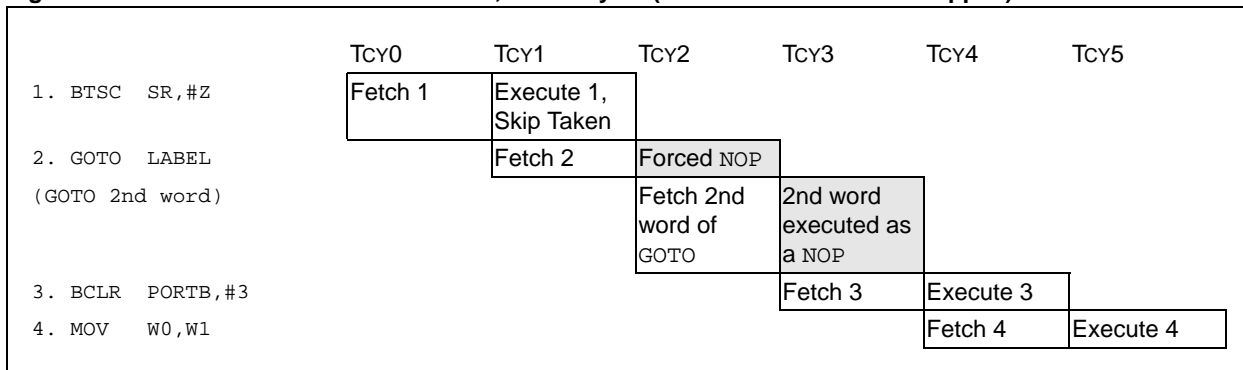 TCY0 TCY1 TCY2 TCY3 TCY4 TCY5
1. BTSC SR,#Z Fetch 1 Execute 1,
Skip Taken
2. GOTO LABEL Fetch 2 Forced NOP
(GOTO 2nd word) Fetch 2nd 2nd word
word of executed as
GOTO a NOP
3. BCLR PORTB,#3 Fetch 3 Execute 3
4. MOV W0,W1 Fetch 4 Execute 4